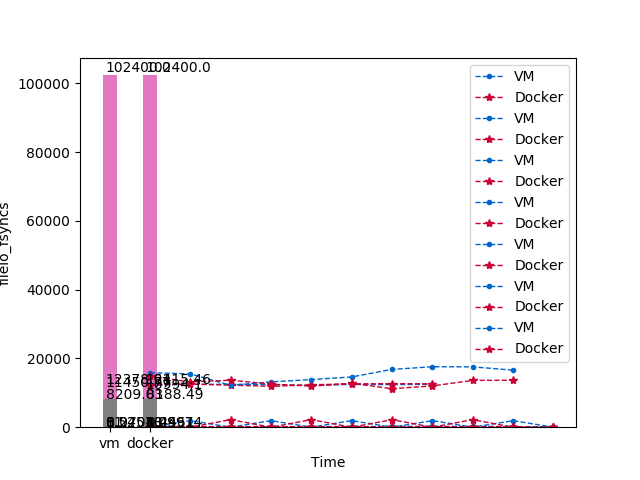 102400.0
102400.0
100000
80000
60000
40000
20000
0
fileio_fsyncs
8209.03
8188.49
vm
docker
Time
VM
Docker
VM
Docker
VM
Docker
VM
Docker
VM
Docker
VM
Docker
VM
Docker